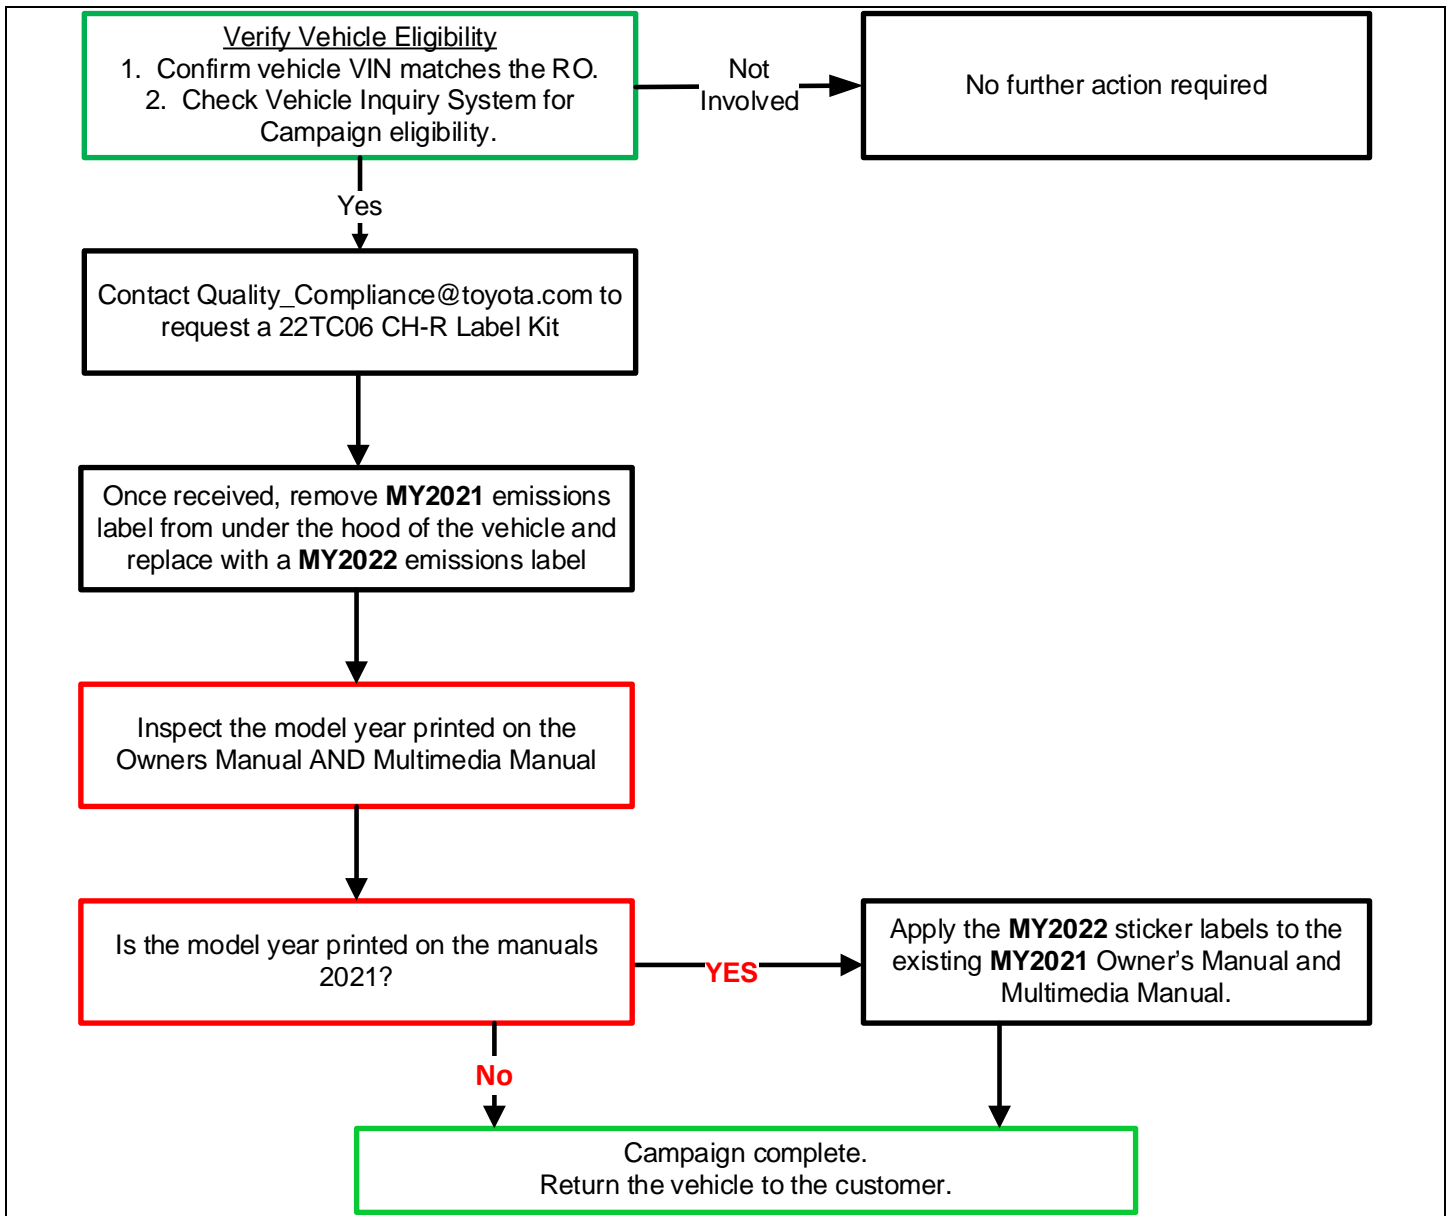 Verify Vehicle Eligibility
1. Confirm vehicle VIN matches the RO.
2. Check Vehicle Inquiry System for
Campaign eligibility.
Not
Involved
No further action required
Yes
Contact Quality_Compliance@toyota.com to
request a 22TC06 CH-R Label Kit
Once received, remove MY2021 emissions
label from under the hood of the vehicle and
replace with a MY2022 emissions label
Inspect the model year printed on the
Owners Manual AND Multimedia Manual
Is the model year printed on the manuals
2021?
YES
Apply the MY2022 sticker labels to the
existing MY2021 Owner’s Manual and
Multimedia Manual.
No
Campaign complete.
Return the vehicle to the customer.